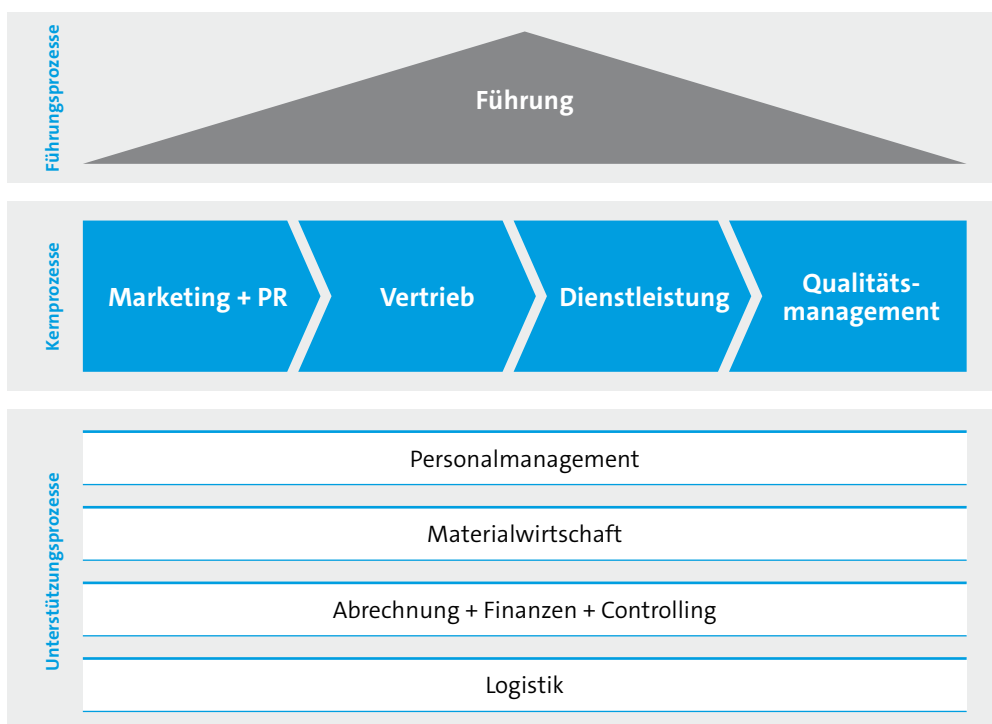 Führungsprozesse
Führung
Kernprozesse
Marketing + PR
Vertrieb
Dienstleistung
Qualitäts-
management
Unterstützungsprozesse
Personalmanagement
Materialwirtschaft
Abrechnung + Finanzen + Controlling
Logistik